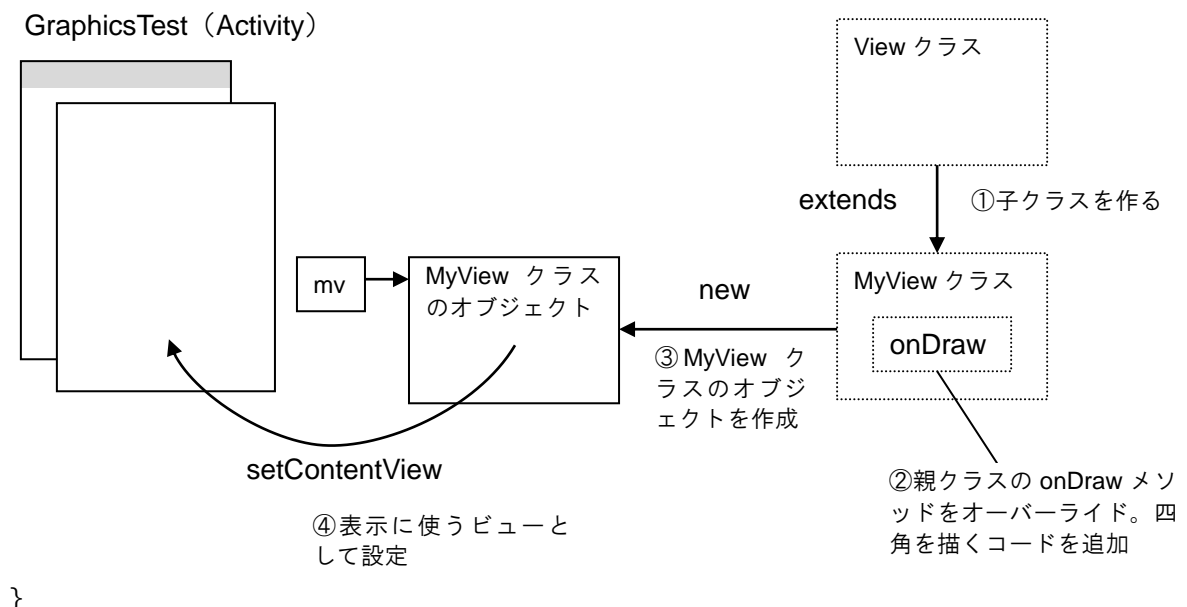 GraphicsTest（Activity）
View クラス
extends
①子クラスを作る
mv
MyView クラス
のオブジェクト
new
MyView クラス
onDraw
③MyView ク
ラスのオブジ
ェクトを作成
setContentView
②親クラスの onDraw メソ
ッドをオーバーライド。四
角を描くコードを追加
④表示に使うビューと
して設定
}